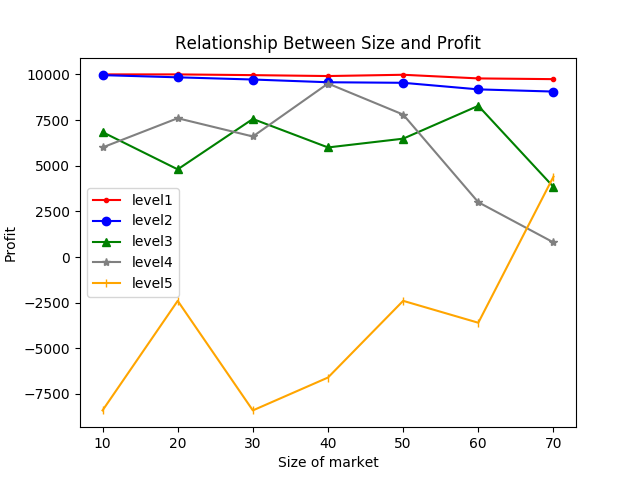 Relationship Between Size and Profit
10000
7500
5000
2500
0
−2500
−5000
−7500
Profit
level1
level2
level3
level4
level5
10 20 30 40 50 60 70
Size of market